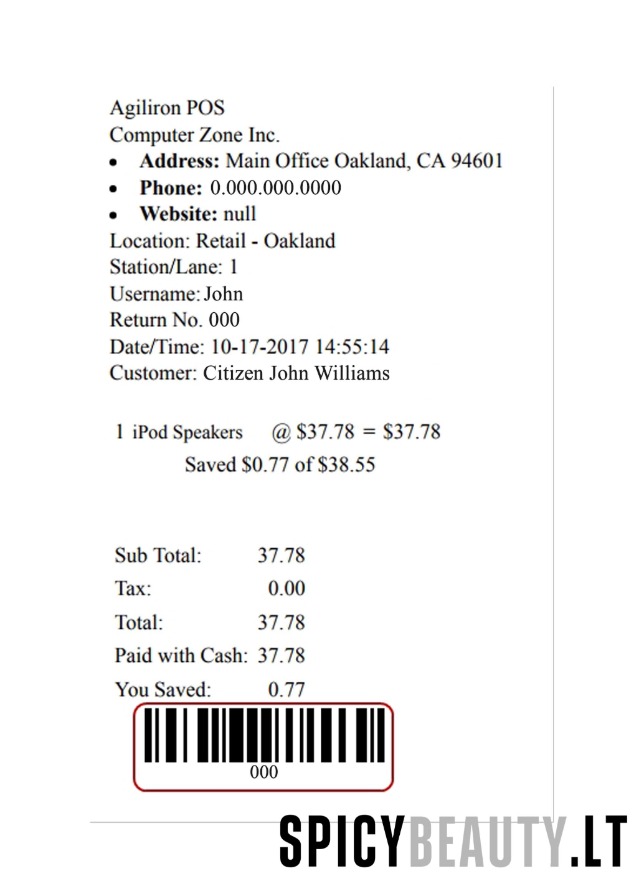 Agiliron POS
Computer Zone Inc.
• Address: Main Office Oakland, CA 94601
• Phone: 0.000.000.0000
• Website: null
Location: Retail - Oakland
Station/Lane: 1
Username: John
Return No. 000
Date/Time: 10-17-2017 14:55:14
Customer: Citizen John Williams
1 iPod Speakers @ $37.78 = $37.78
Saved $0.77 of $38.55
Sub Total: 37.78
Tax: 0.00
Total: 37.78
Paid with Cash: 37.78
You Saved: 0.77
000
SPICYBEAUTY.LT